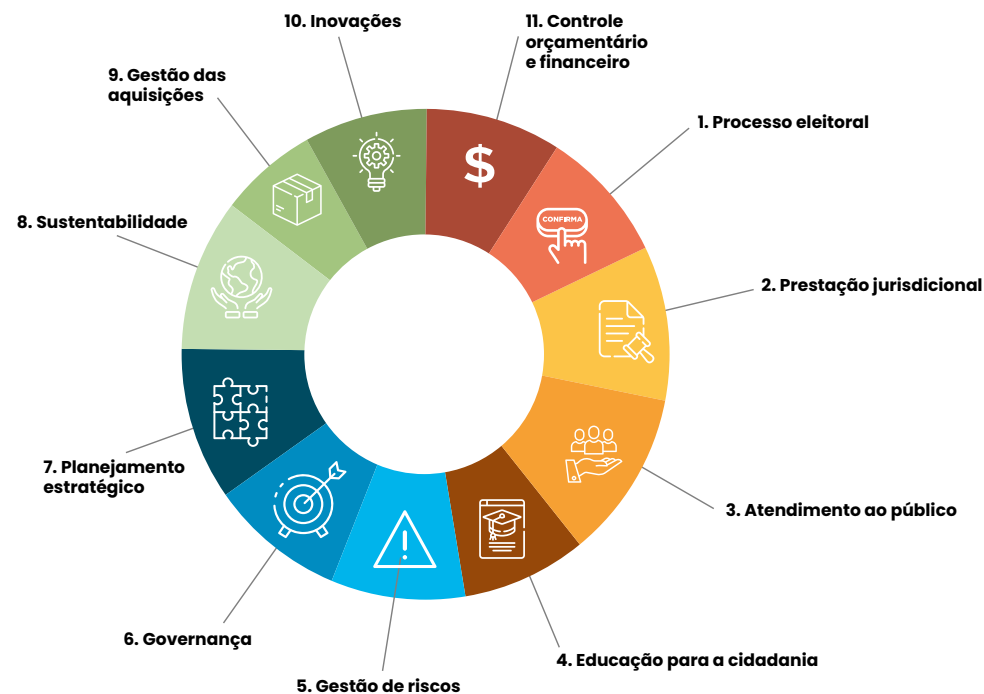 10. Inovações
11. Controle
orçamentário
e financeiro
9. Gestão das
aquisições
$
1. Processo eleitoral
CONFIRMA
8. Sustentabilidade
2. Prestação jurisdicional
7. Planejamento
estratégico
3. Atendimento ao público
6. Governança
4. Educação para a cidadania
5. Gestão de riscos